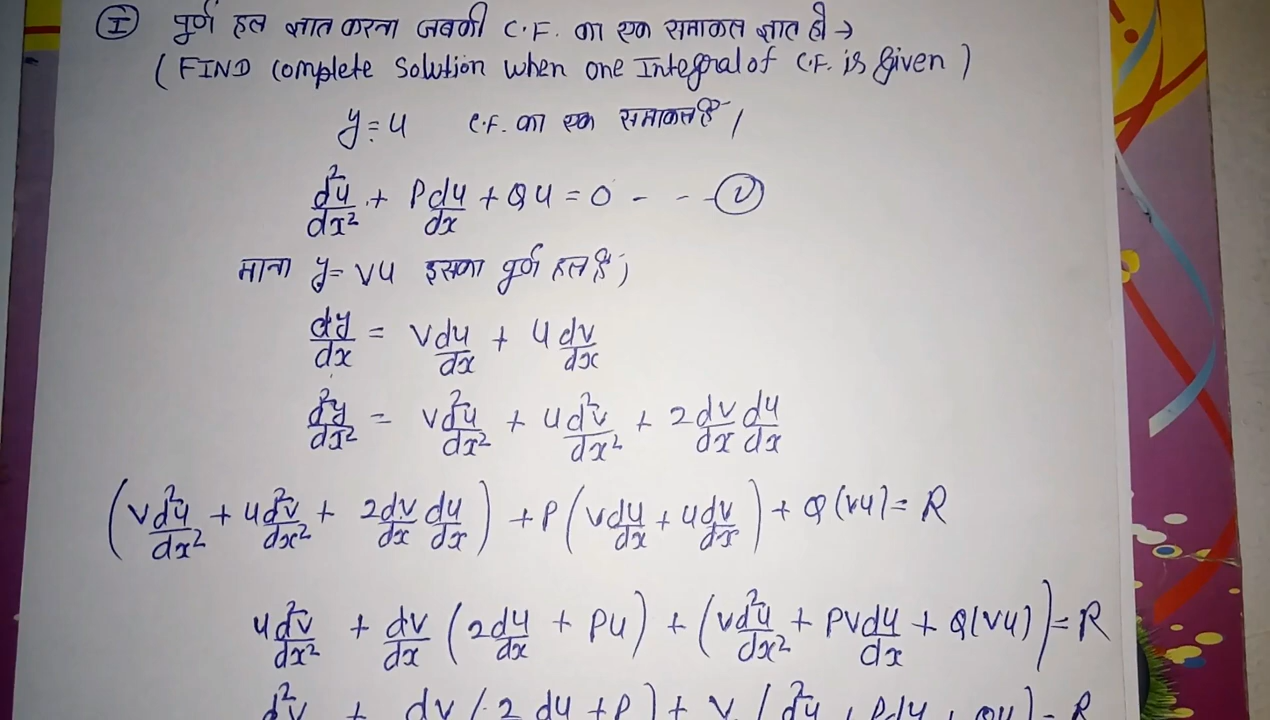 Ⓘ पुर्ण हल ज्ञात करना जबकी C.F. का एक समाकल ज्ञात हो →
(FIND Complete Solution when one Integral of C.F. is given)
y = u C.F. का एक समाकल है,
d²u/dx² + P du/dx + Qu = 0 - - - Ⓥ
माना y = vu इसका पुर्ण हल है,
dy/dx = v du/dx + u dv/dx
d²y/dx² = v d²u/dx² + u d²v/dx² + 2 dv/dx du/dx
(v d²u/dx² + u d²v/dx² + 2 dv/dx du/dx) + P (v du/dx + u dv/dx) + Q (vu) = R
u d²v/dx² + dv/dx (2 du/dx + Pu) + (v d²u/dx² + Pv du/dx + Q(vu)) = R